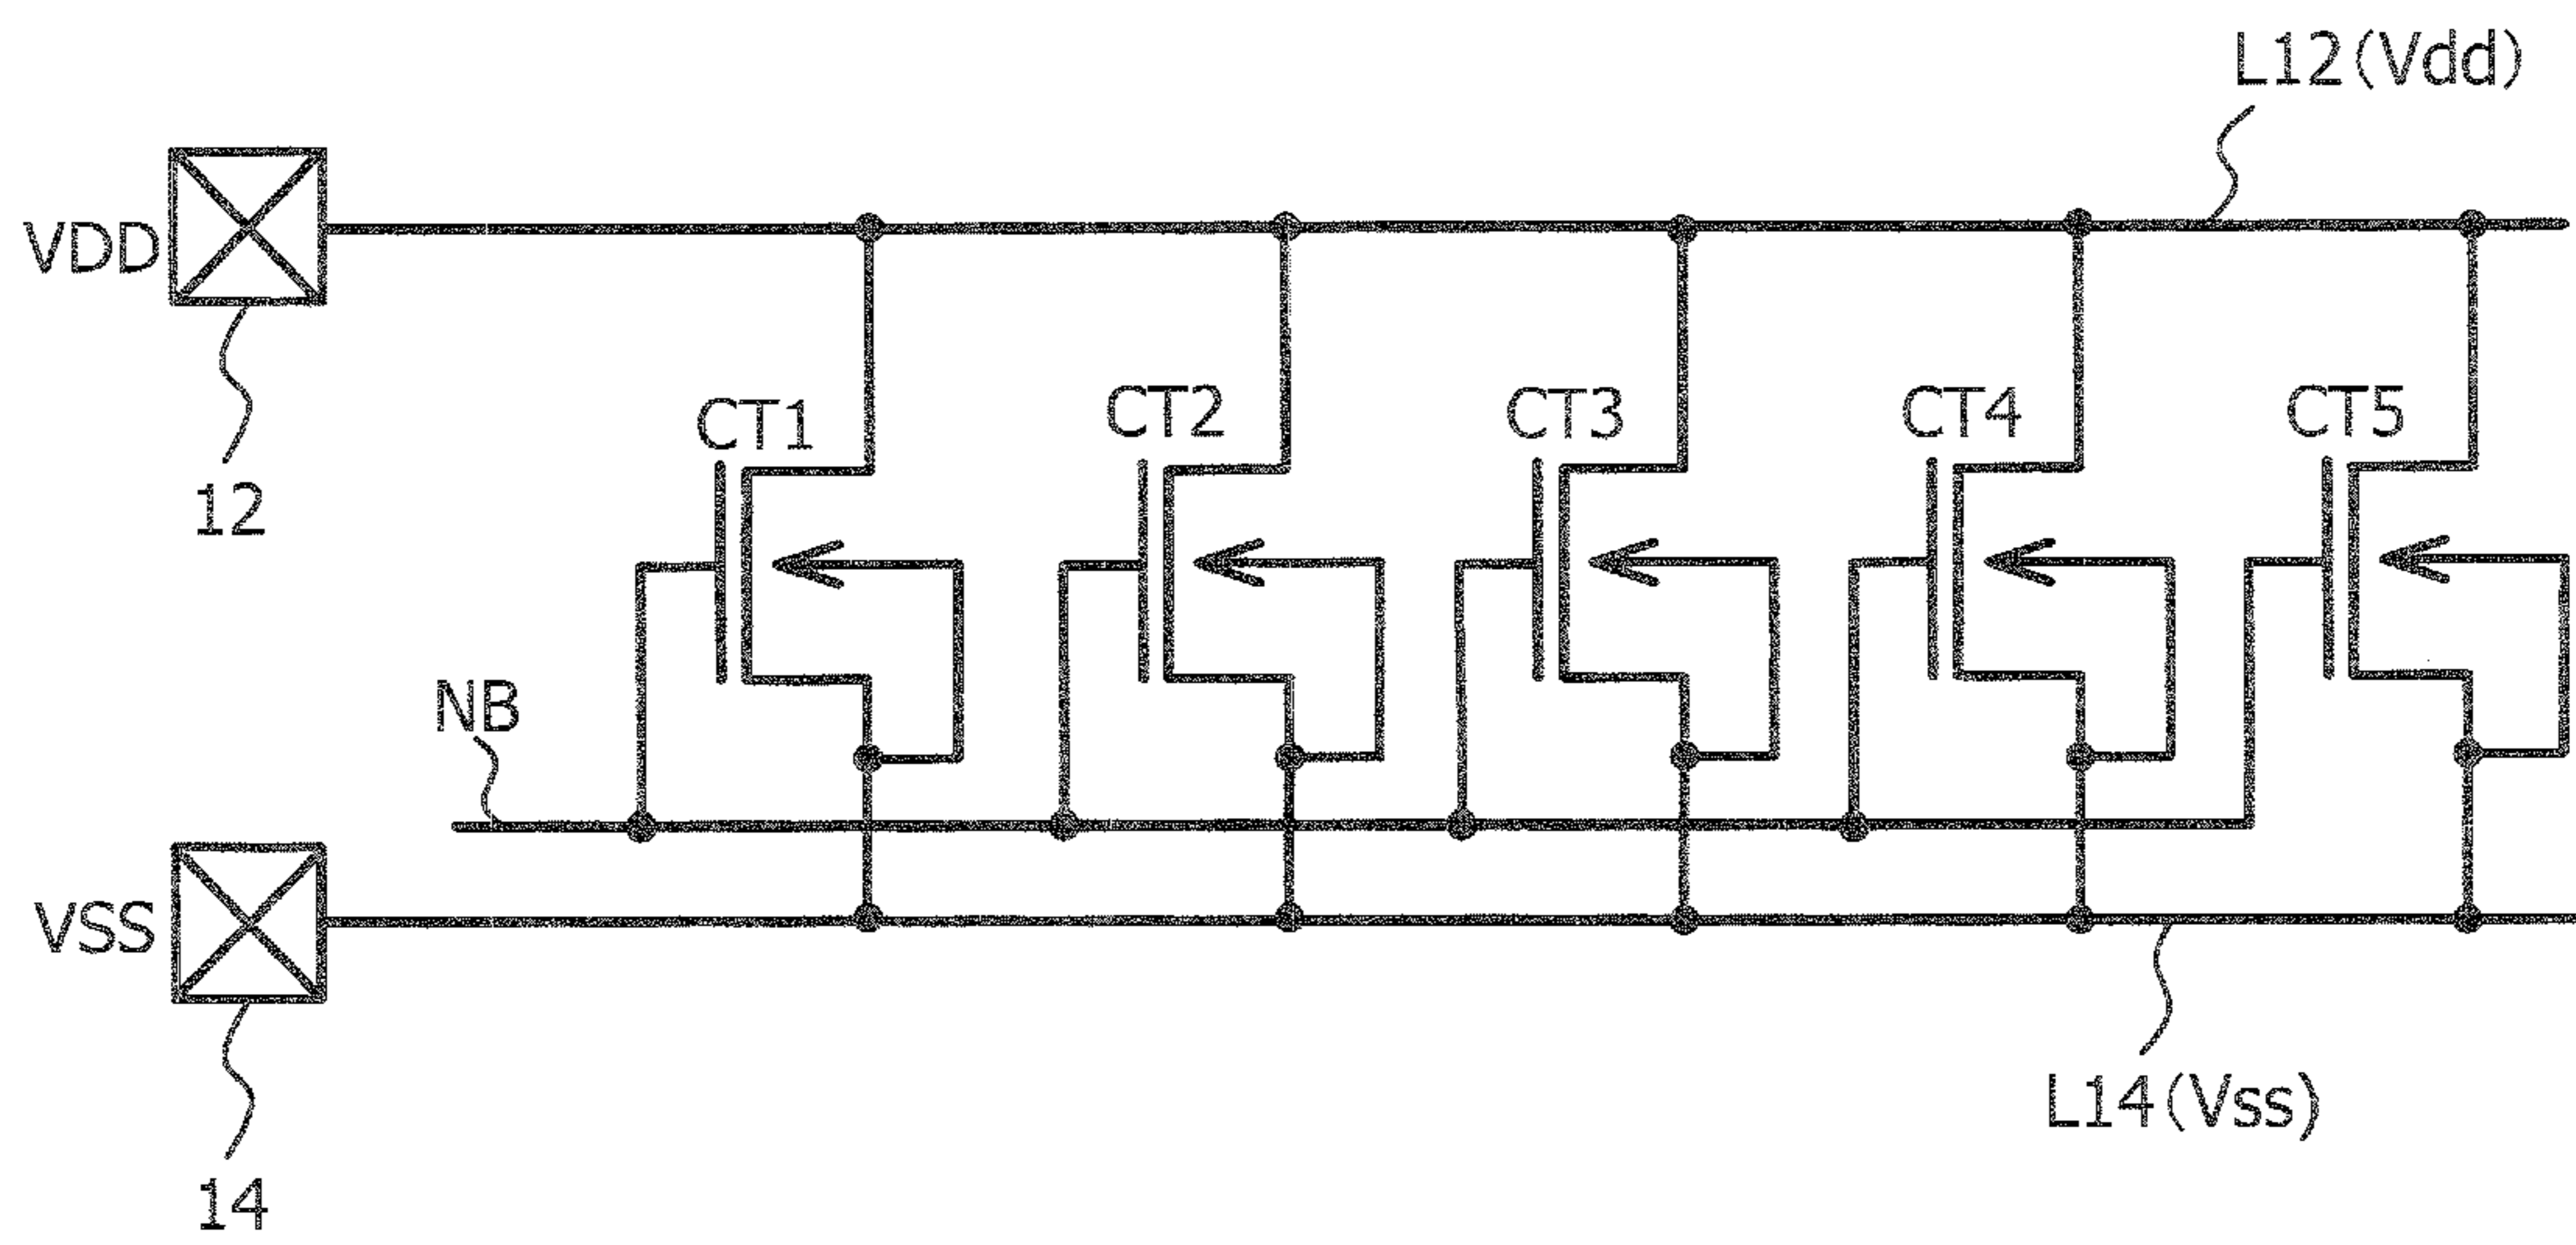 L12(Vdd)
VDD
12
CT1
CT2
CT3
CT4
CT5
NB
VSS
L14(Vss)
14